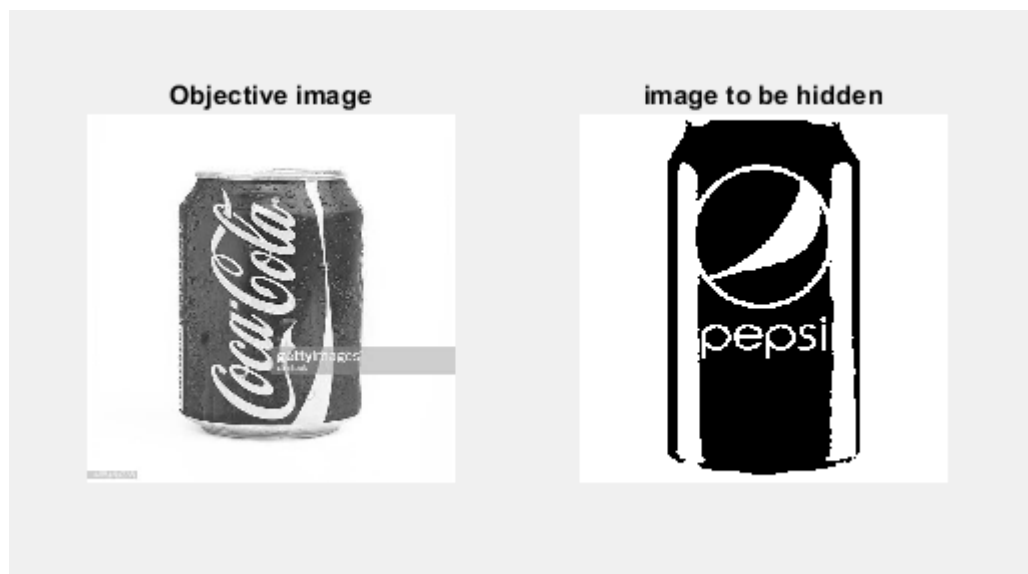 Objective image
image to be hidden
Coca-Cola
gettyimages
pepsi